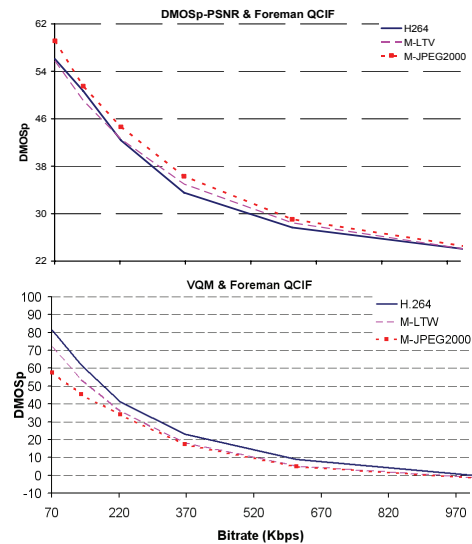 DMOSp-PSNR & Foreman QCIF
62
54
46
38
30
22
DMOSp
H264
M-LTV
M-JPEG2000
VQM & Foreman QCIF
100
90
80
70
60
50
40
30
20
10
0
-10
DMOSp
H.264
M-LTW
M-JPEG2000
70 220 370 520 670 820 970
Bitrate (Kbps)